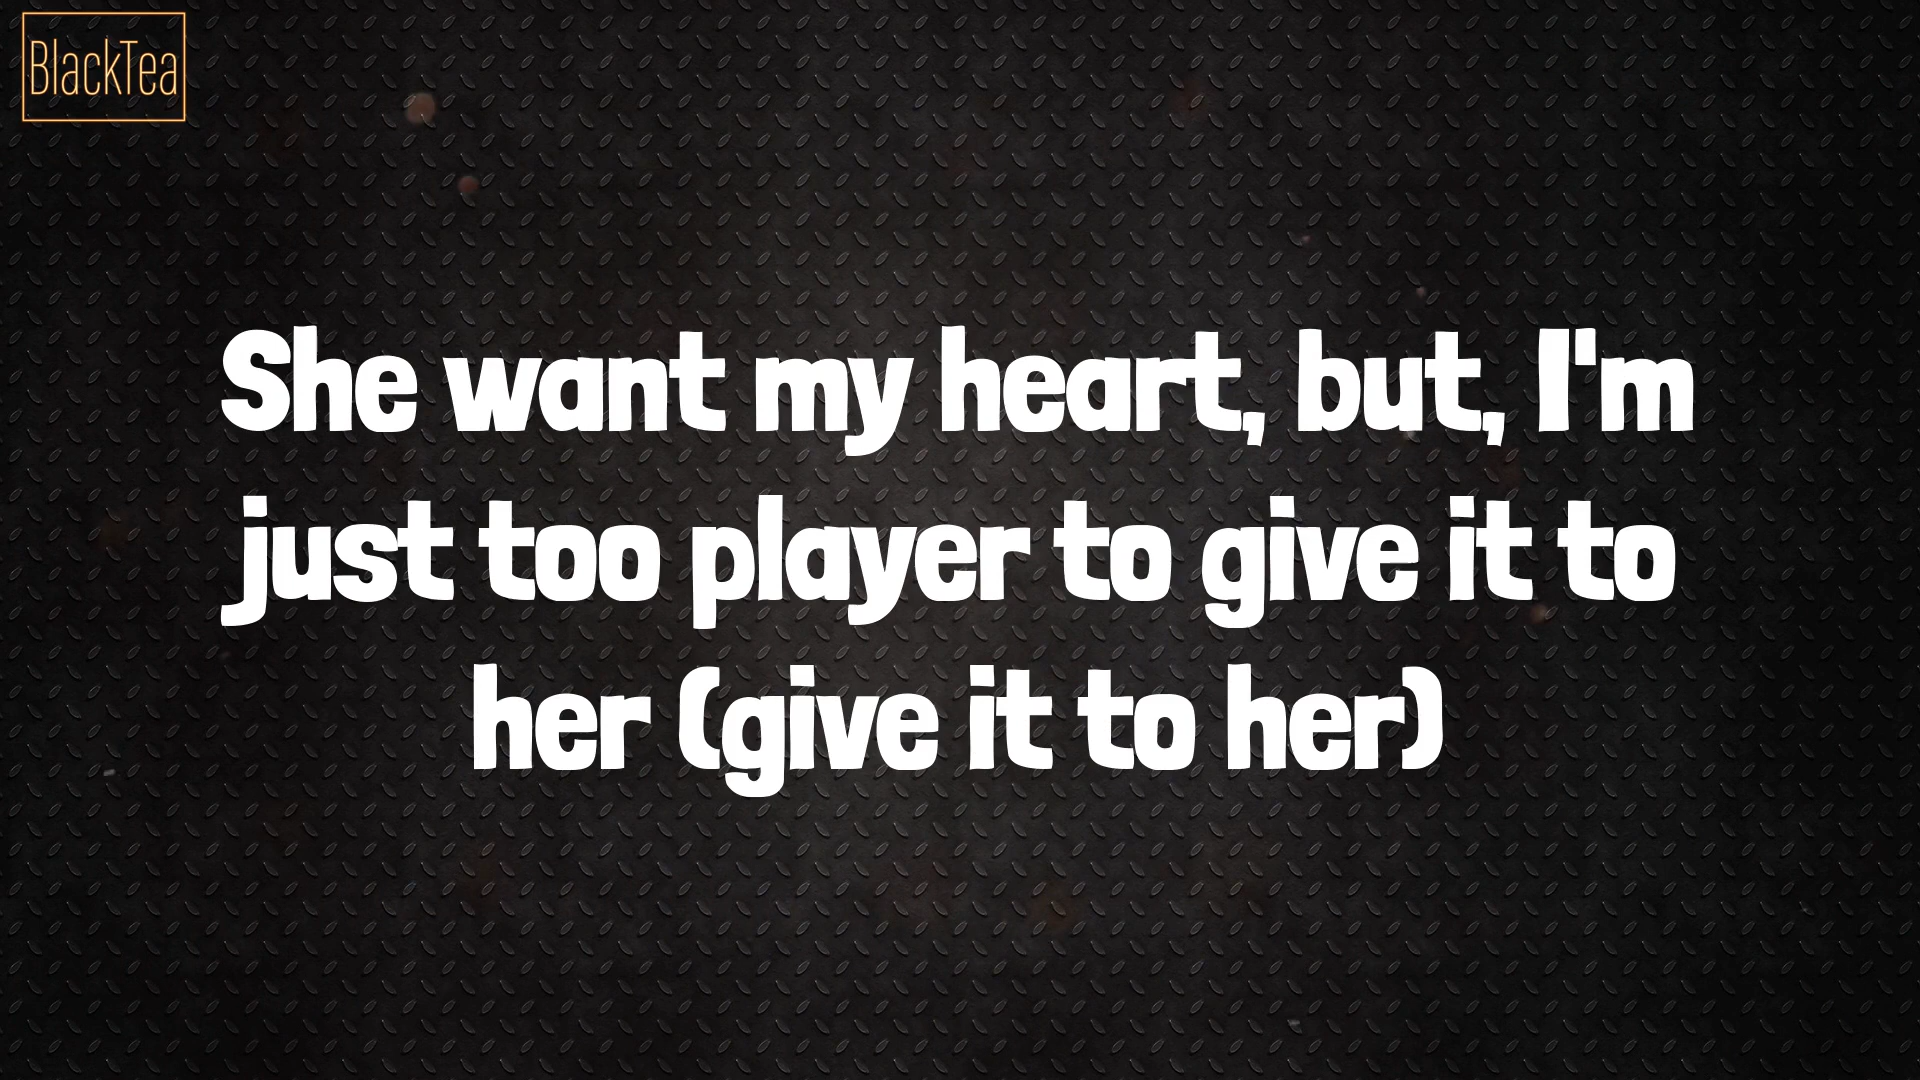 BlackTea
She want my heart, but, I'm
just too player to give it to
her (give it to her)